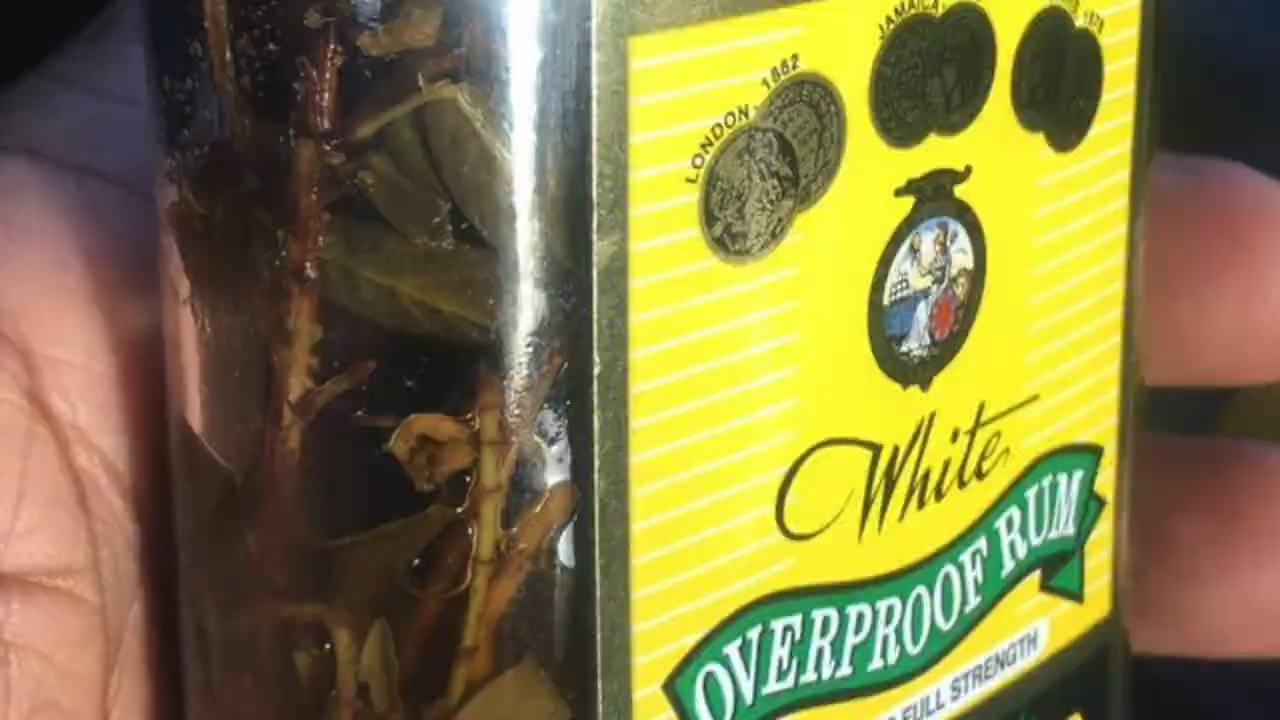 LONDON. 1862
JAMAICA
White
OVERPROOF RUM
FULL STRENGTH